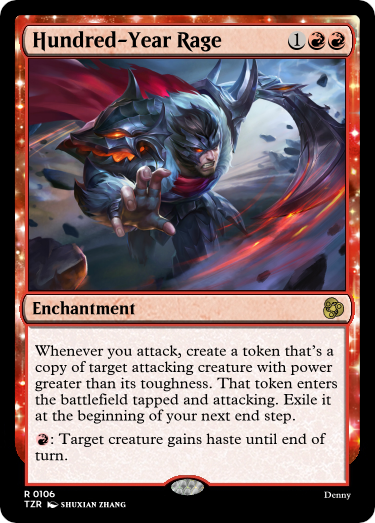 Hundred-Year Rage 1
Enchantment
Whenever you attack, create a token that's a
copy of target attacking creature with power
greater than its toughness. That token enters
the battlefield tapped and attacking. Exile it
at the beginning of your next end step.
: Target creature gains haste until end of
turn.
R 0106
TZR SHUXIAN ZHANG
Denny